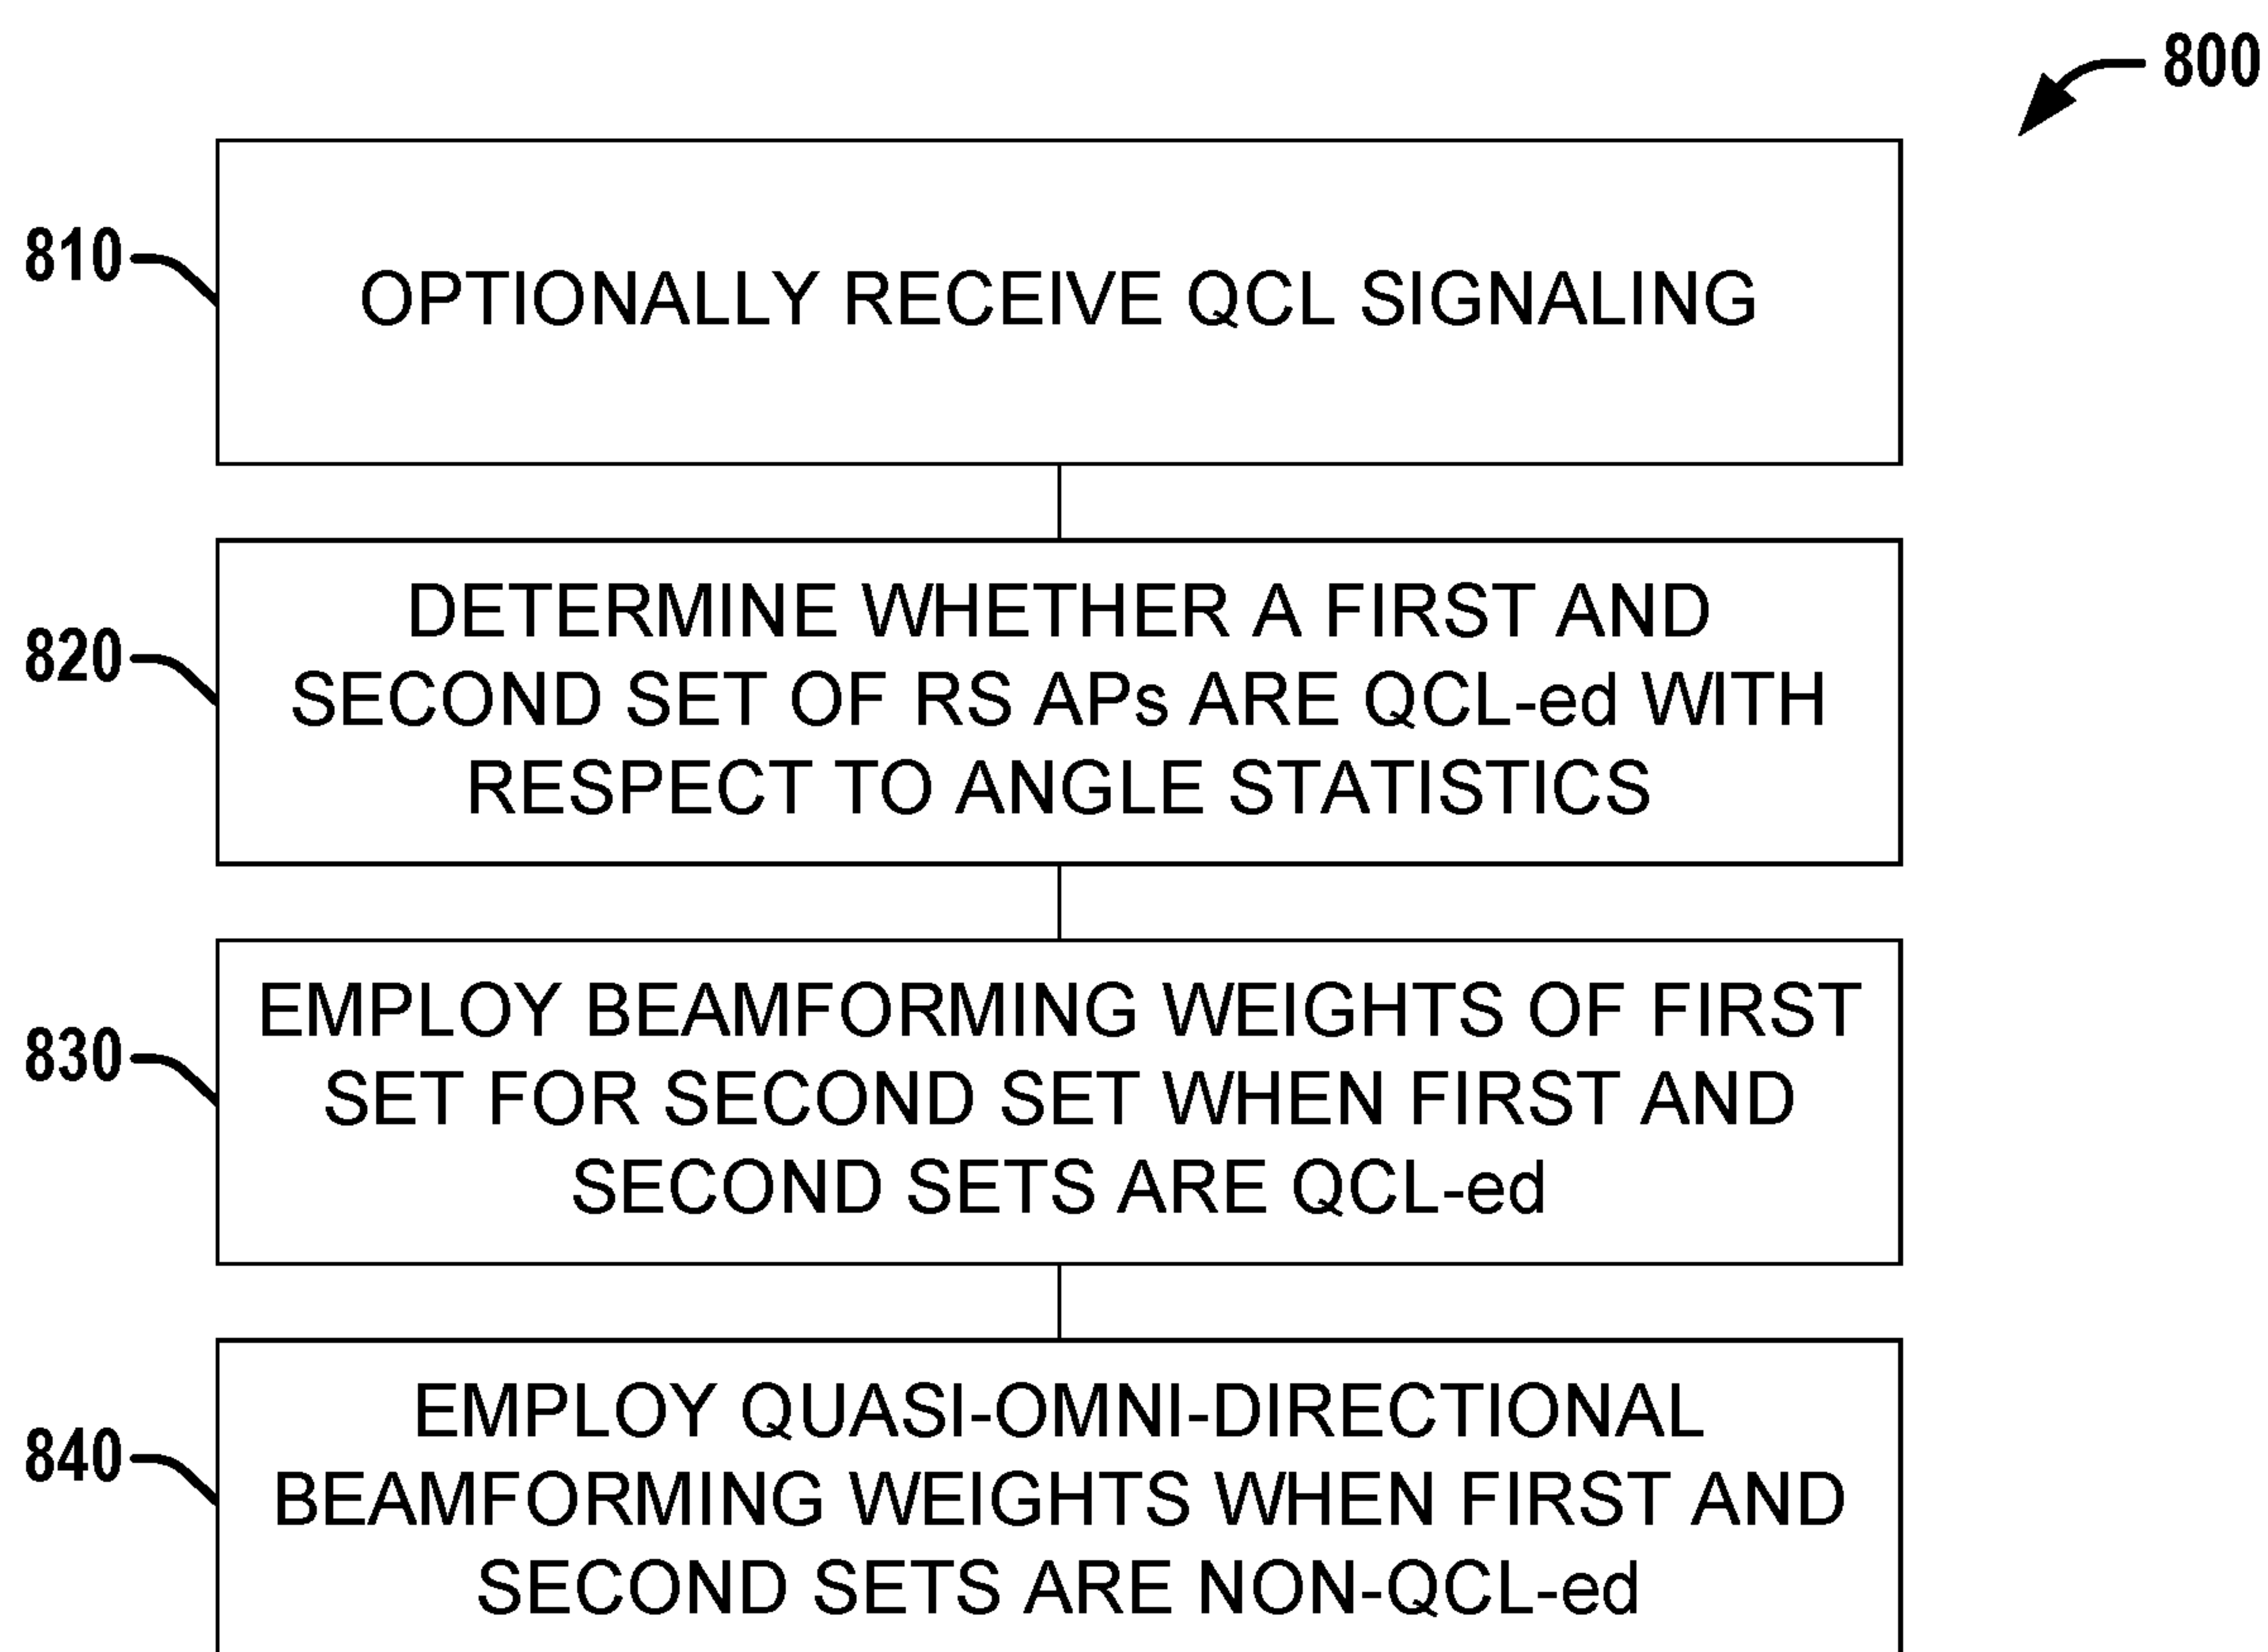 800
810
OPTIONALLY RECEIVE QCL SIGNALING
820
DETERMINE WHETHER A FIRST AND
SECOND SET OF RS APs ARE QCL-ed WITH
RESPECT TO ANGLE STATISTICS
830
EMPLOY BEAMFORMING WEIGHTS OF FIRST
SET FOR SECOND SET WHEN FIRST AND
SECOND SETS ARE QCL-ed
840
EMPLOY QUASI-OMNI-DIRECTIONAL
BEAMFORMING WEIGHTS WHEN FIRST AND
SECOND SETS ARE NON-QCL-ed